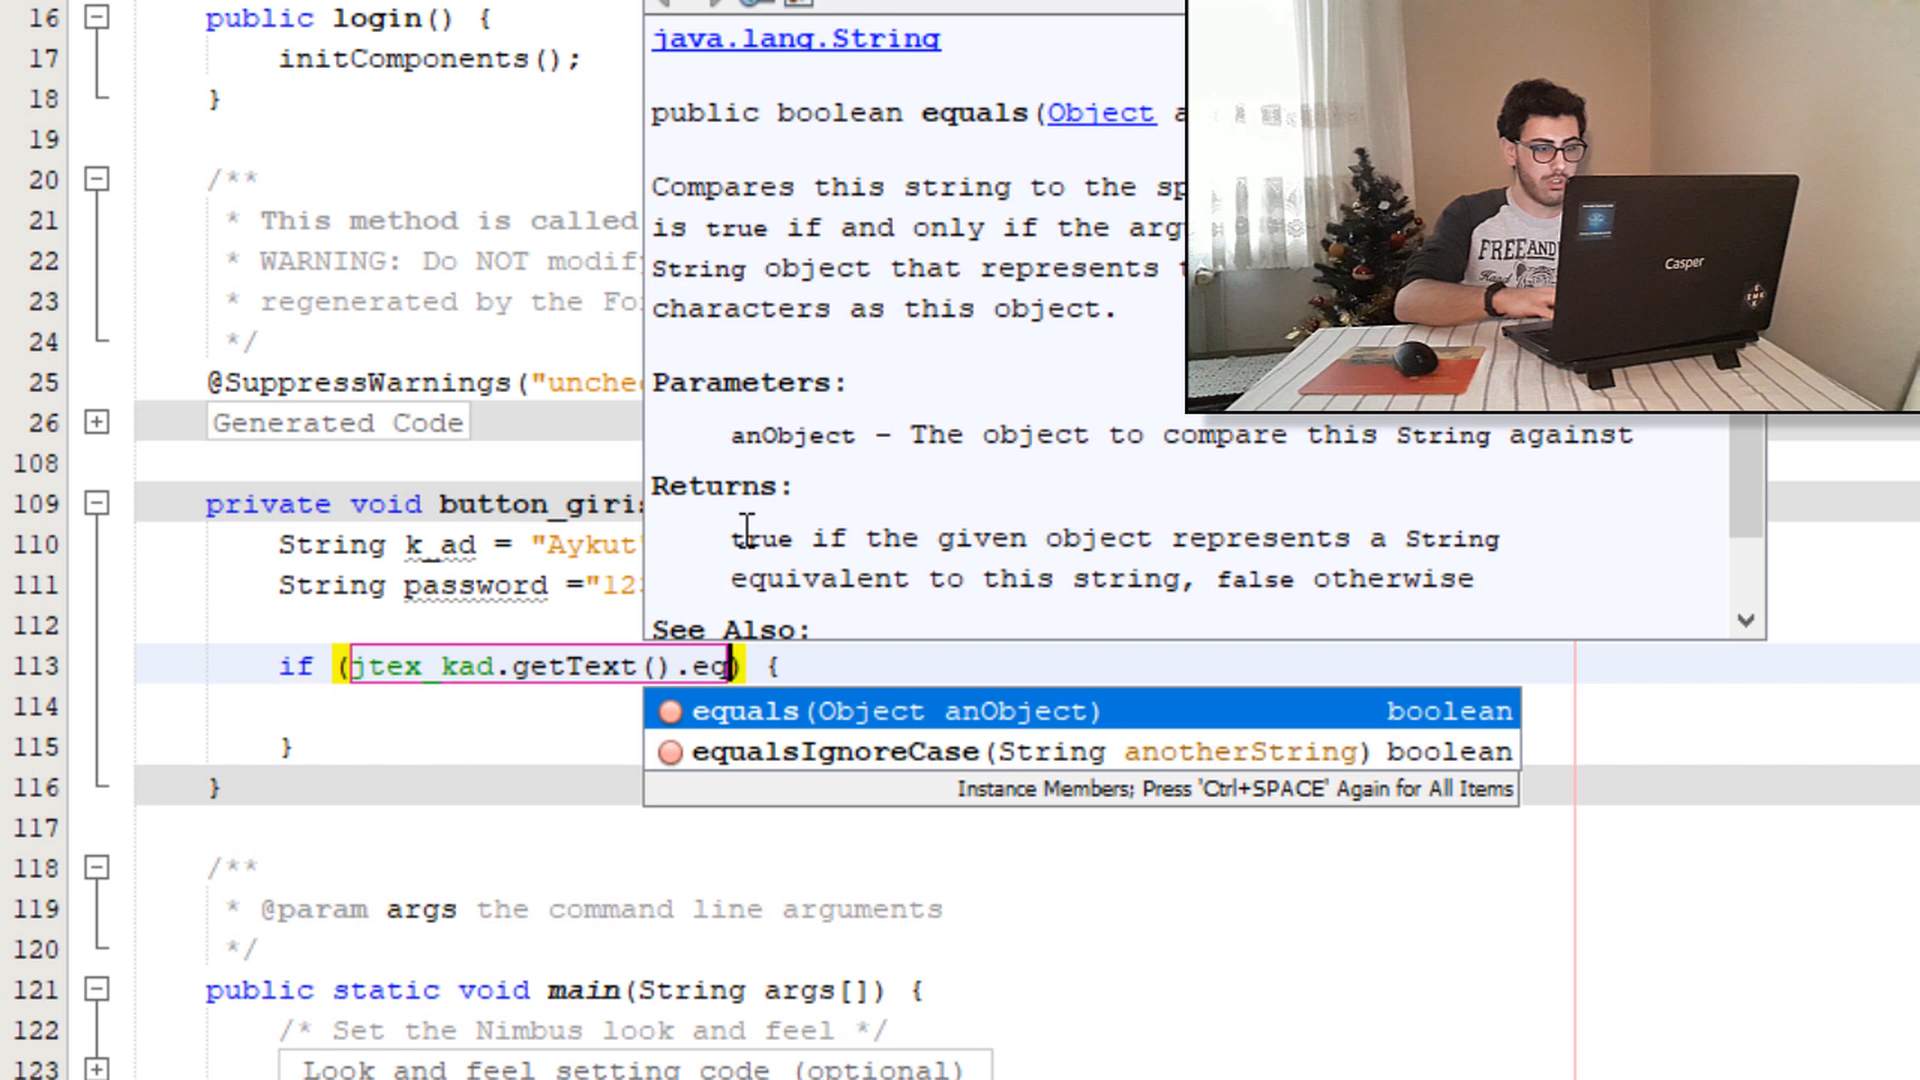 16 public login() {
17 initComponents();
18 }
19
20 /**
21 * This method is called
22 * WARNING: Do NOT modify
23 * regenerated by the
24 */
25 @SuppressWarnings("unche
26 Generated Code
108
109 private void button_giris
110 String k_ad = "Aykut"
111 String password ="12
112
113 if (jtex_kad.getText().eq) {
114
115 }
116 }
117
118 /**
119 * @param args the command line arguments
120 */
121 public static void main(String args[]) {
122 /* Set the Nimbus look and feel */
123 Look and feel setting code (optional)
java.lang.String
public boolean equals(Object a
Compares this string to the sp
is true if and only if the arg
String object that represents t
characters as this object.
Parameters:
anObject - The object to compare this String against
Returns:
true if the given object represents a String
equivalent to this string, false otherwise
See Also:
equals(Object anObject) boolean
equalsIgnoreCase(String anotherString) boolean
Instance Members; Press 'Ctrl+SPACE' Again for All Items
FREE AND
Hand
Casper